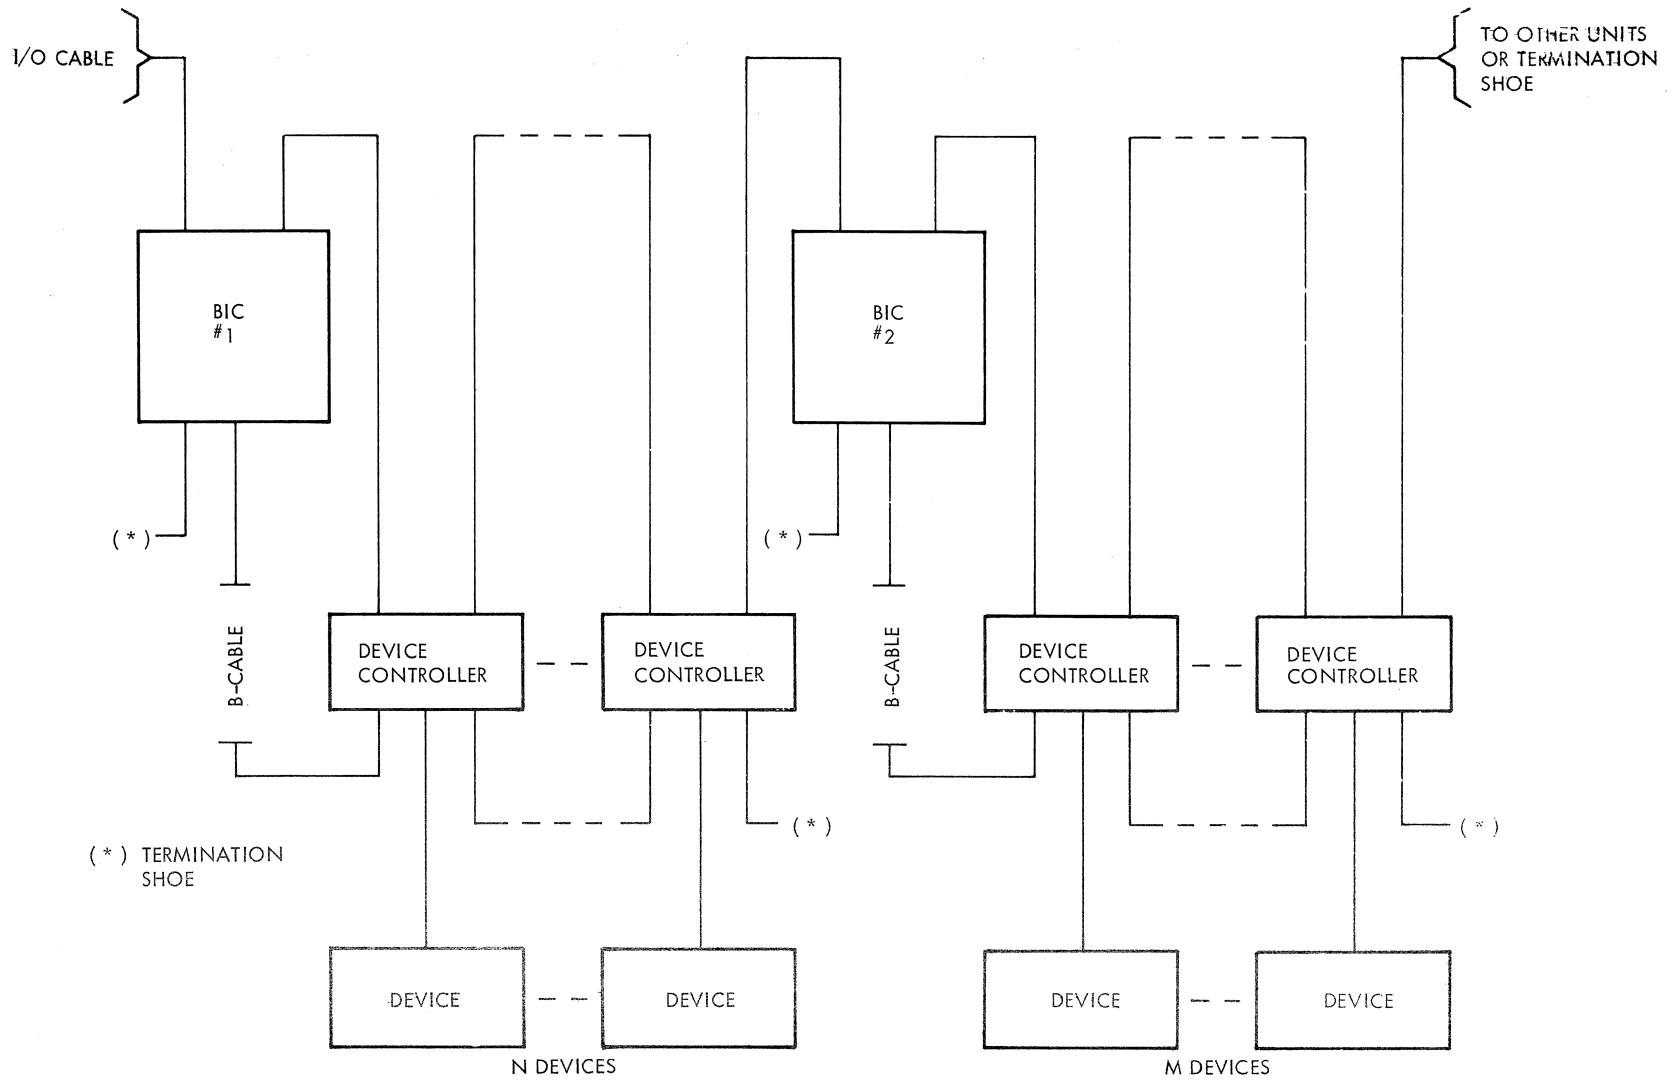 I/O CABLE
TO OTHER UNITS
OR TERMINATION
SHOE
BIC
#1
BIC
#2
( * )
( * )
B-CABLE
DEVICE
CONTROLLER
DEVICE
CONTROLLER
B-CABLE
DEVICE
CONTROLLER
DEVICE
CONTROLLER
( * )
( * )
( * ) TERMINATION
SHOE
DEVICE
DEVICE
DEVICE
DEVICE
N DEVICES
M DEVICES